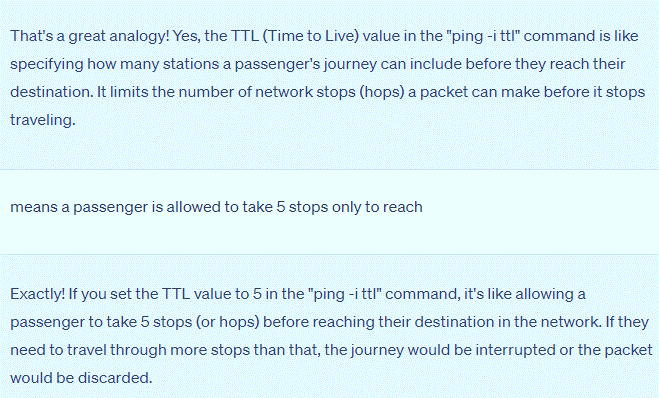 That's a great analogy! Yes, the TTL (Time to Live) value in the "ping -i ttl" command is like
specifying how many stations a passenger's journey can include before they reach their
destination. It limits the number of network stops (hops) a packet can make before it stops
traveling.
means a passenger is allowed to take 5 stops only to reach
Exactly! If you set the TTL value to 5 in the "ping -i ttl" command, it's like allowing a
passenger to take 5 stops (or hops) before reaching their destination in the network. If they
need to travel through more stops than that, the journey would be interrupted or the packet
would be discarded.